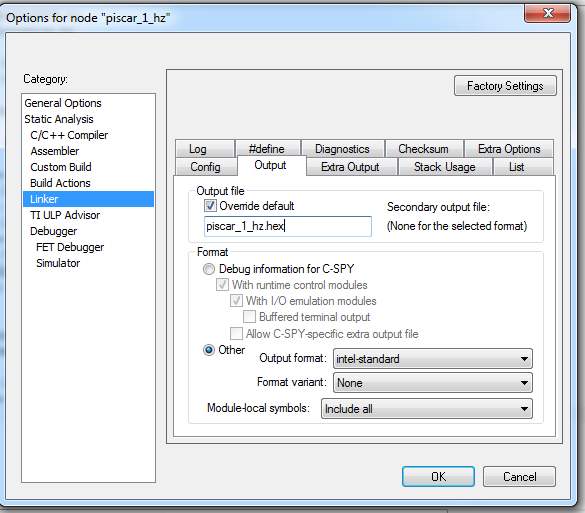 Options for node "piscar_1_hz"
Category:
Factory Settings
General Options
Static Analysis
C/C++ Compiler
Assembler
Custom Build
Build Actions
Linker
TI ULP Advisor
Debugger
FET Debugger
Simulator
Log #define Diagnostics Checksum Extra Options
Config Output Extra Output Stack Usage List
Output file
Override default Secondary output file:
piscar_1_hz.hex (None for the selected format)
Format
Debug information for C-SPY
With runtime control modules
With I/O emulation modules
Buffered terminal output
Allow C-SPY-specific extra output file
Other
Output format: intel-standard
Format variant: None
Module-local symbols: Include all
OK Cancel